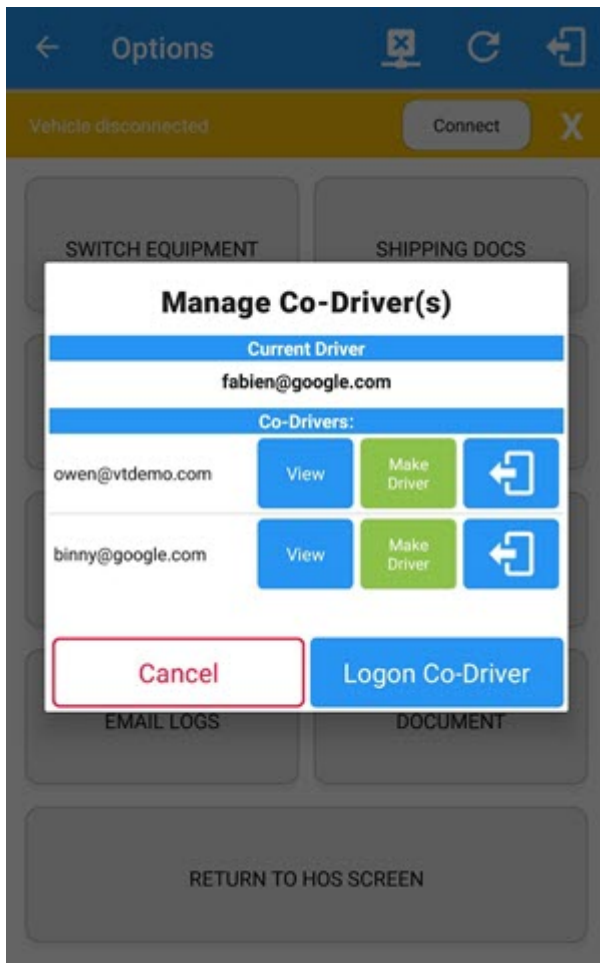 Options
Vehicle disconnected
Connect
X
SWITCH EQUIPMENT
SHIPPING DOCS
Manage Co-Driver(s)
Current Driver
fabien@google.com
Co-Drivers:
owen@vtdemo.com
View
Make
Driver
binny@google.com
View
Make
Driver
Cancel
Logon Co-Driver
EMAIL LOGS
DOCUMENT
RETURN TO HOS SCREEN